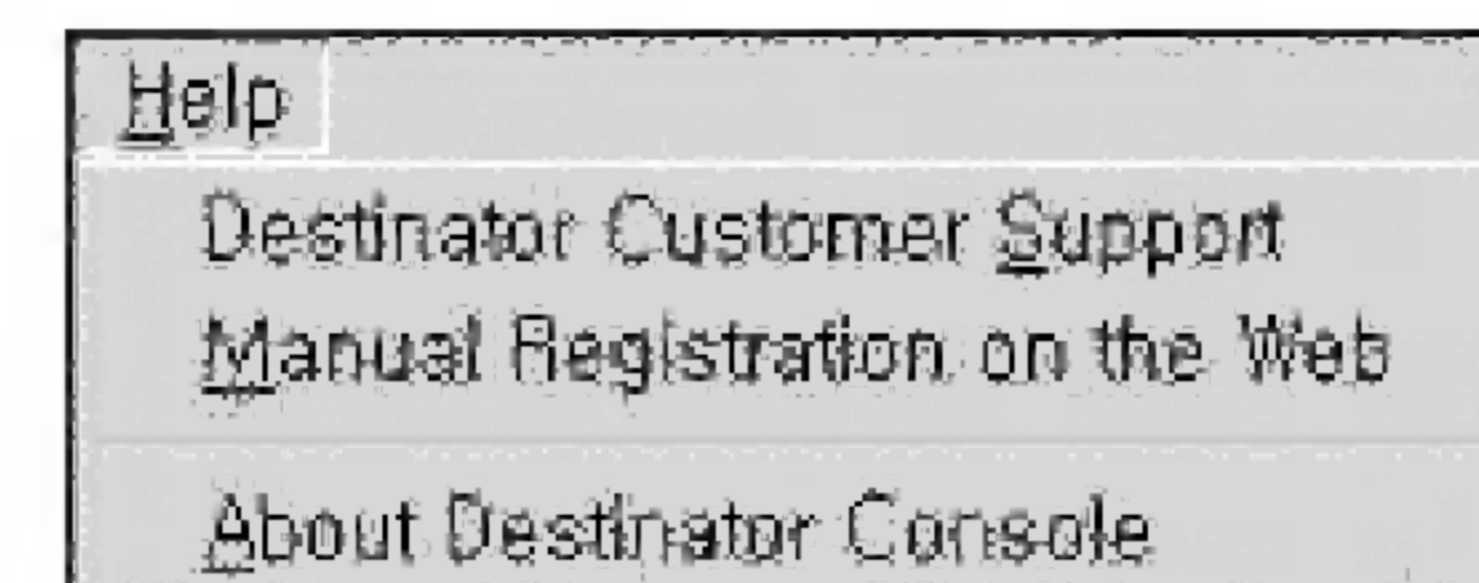 Help
Destinator Customer Support
Manual Registration on the Web
About Destinator Console